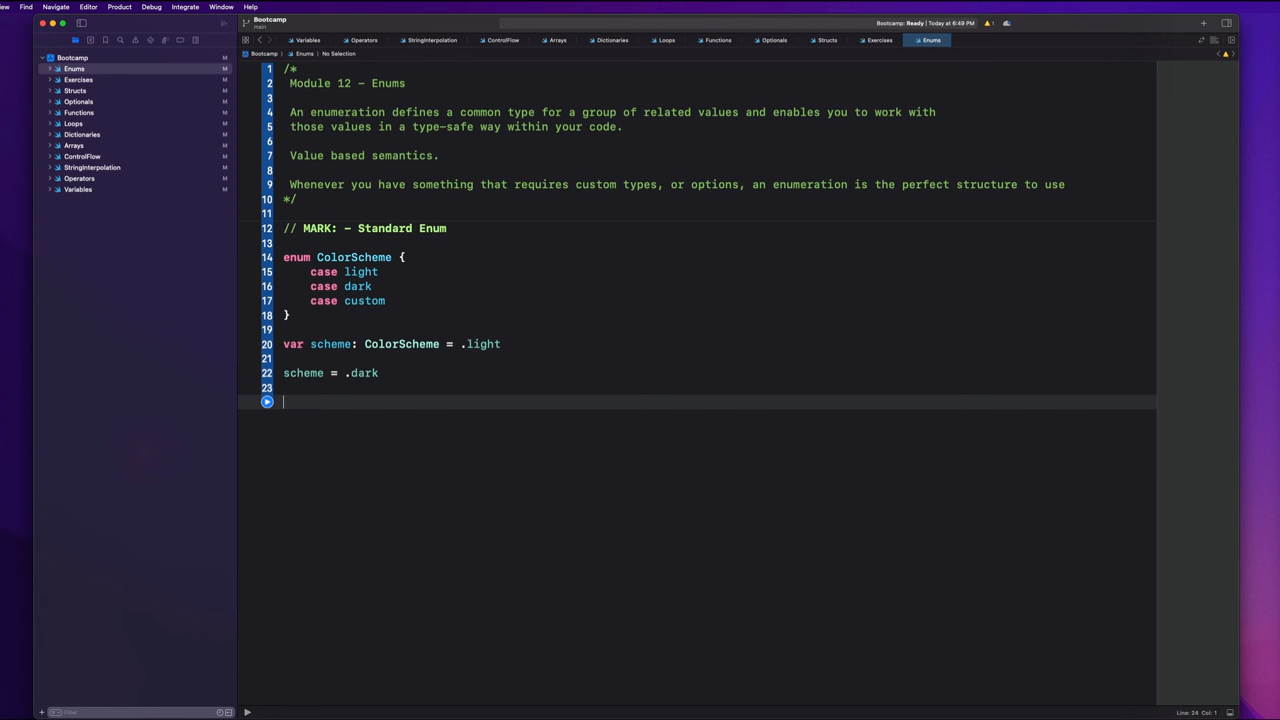 iew Find Navigate Editor Product Debug Integrate Window Help
Bootcamp
main
Bootcamp: Ready | Today at 6:49 PM 1
Variables Operators StringInterpolation ControlFlow Arrays Dictionaries Loops Functions Optionals Structs Exercises Enums
Bootcamp Enums No Selection
Bootcamp M
Enums M
Exercises M
Structs M
Optionals M
Functions M
Loops M
Dictionaries M
Arrays M
ControlFlow M
StringInterpolation M
Operators M
Variables M
1 /*
2 Module 12 - Enums
3
4 An enumeration defines a common type for a group of related values and enables you to work with
5 those values in a type-safe way within your code.
6
7 Value based semantics.
8
9 Whenever you have something that requires custom types, or options, an enumeration is the perfect structure to use
10 */
11
12 // MARK: - Standard Enum
13
14 enum ColorScheme {
15 case light
16 case dark
17 case custom
18 }
19
20 var scheme: ColorScheme = .light
21
22 scheme = .dark
23
Filter
Line: 24 Col: 1